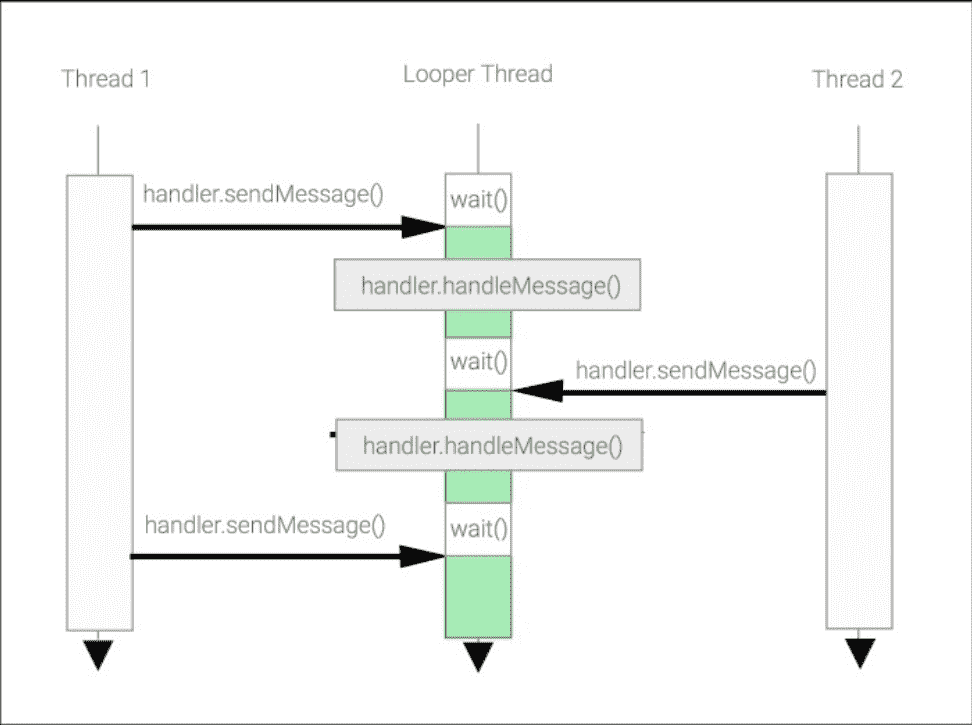 Thread 1
Looper Thread
Thread 2
handler.sendMessage()
wait()
handler.handleMessage()
wait()
handler.sendMessage()
handler.handleMessage()
handler.sendMessage()
wait()